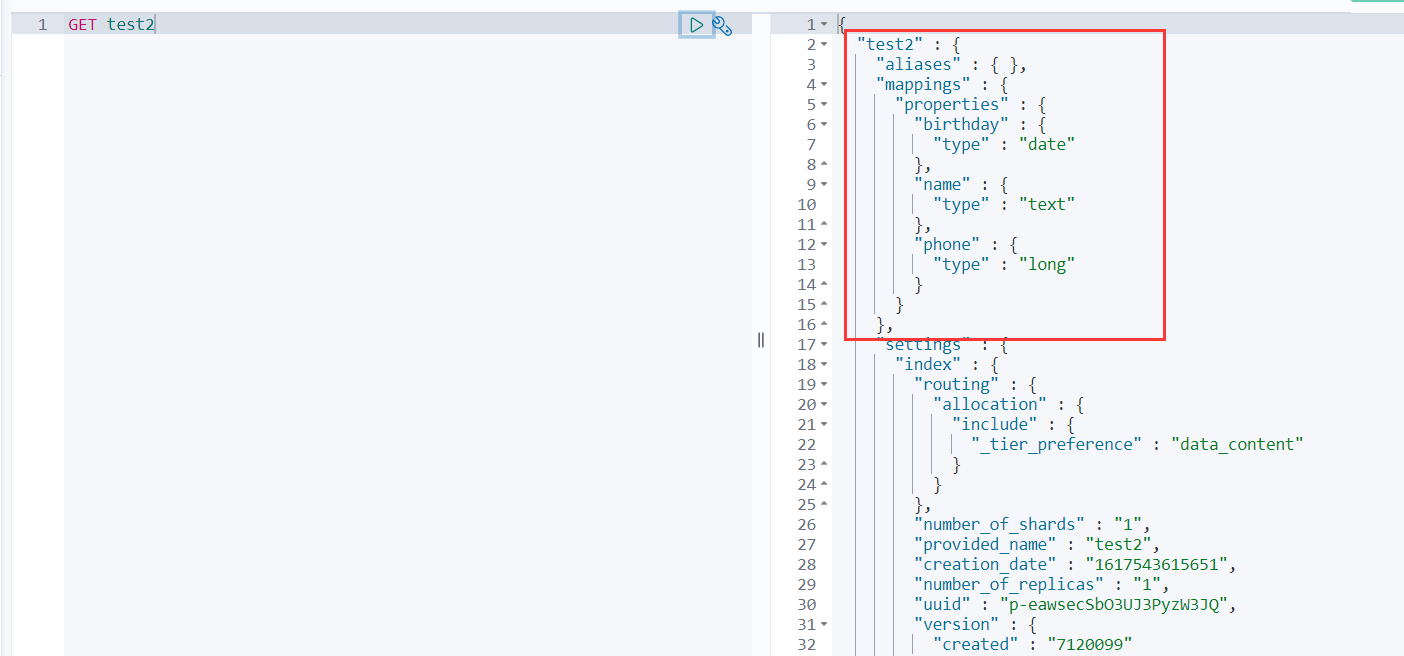 1 GET test2
1 {
2 "test2" : {
3 "aliases" : { },
4 "mappings" : {
5 "properties" : {
6 "birthday" : {
7 "type" : "date"
8 },
9 "name" : {
10 "type" : "text"
11 },
12 "phone" : {
13 "type" : "long"
14 }
15 }
16 },
17 "settings" : {
18 "index" : {
19 "routing" : {
20 "allocation" : {
21 "include" : {
22 "_tier_preference" : "data_content"
23 }
24 }
25 },
26 "number_of_shards" : "1",
27 "provided_name" : "test2",
28 "creation_date" : "1617543615651",
29 "number_of_replicas" : "1",
30 "uuid" : "p-eawsecSbO3UJ3PyzW3JQ",
31 "version" : {
32 "created" : "7120099"